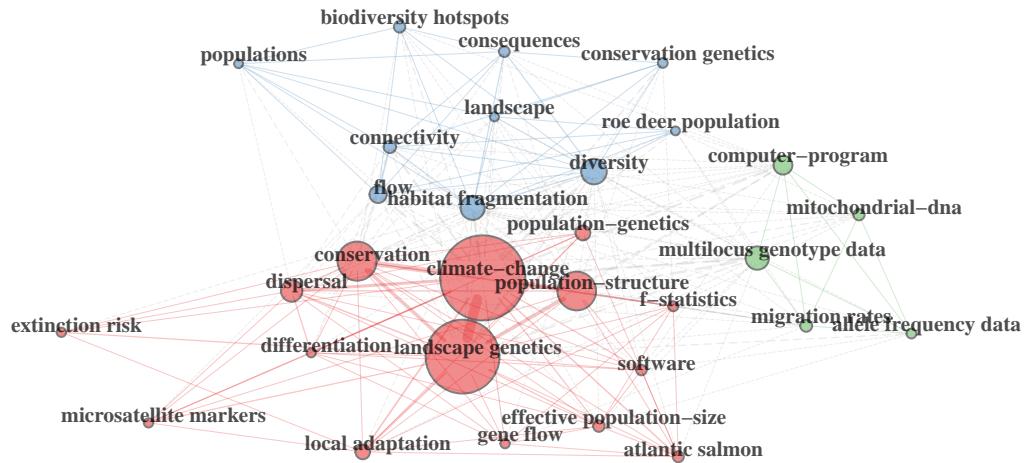 biodiversity hotspots
consequences
populations
conservation genetics
landscape
roe deer population
connectivity
computer−program
diversity
flow
habitat fragmentation
mitochondrial−dna
population−genetics
multilocus genotype data
conservation
climate−change
dispersal
population−structure
f−statistics
extinction risk
migration rates
allele frequency data
differentiation
landscape genetics
software
microsatellite markers
effective population−size
gene flow
local adaptation
atlantic salmon